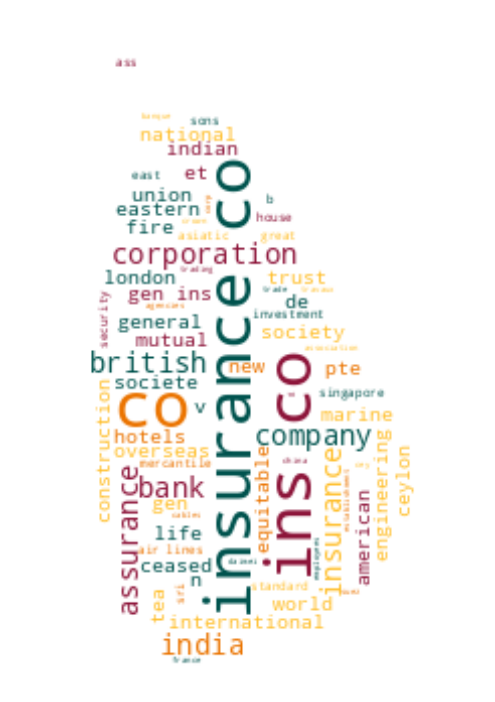 ass
banque
sons
national
indian
east
et
union
co
b
eastern
house
fire
asiatic
great
corporation
trading
london
trust
trade
gen ins
de
agencies
investment
security
general
society
mutual
association
british
new
pte
societe
ins co
singapore
co
v
marine
hotels
company
construction
overseas
mercantile
china
bank
insurance co
equitable
insurance
engineering
ceylon
assurance
gen
establishment
cables
life
american
air lines
employees
ceased
dainei
n
standard
tea
sri
world
international
india
france